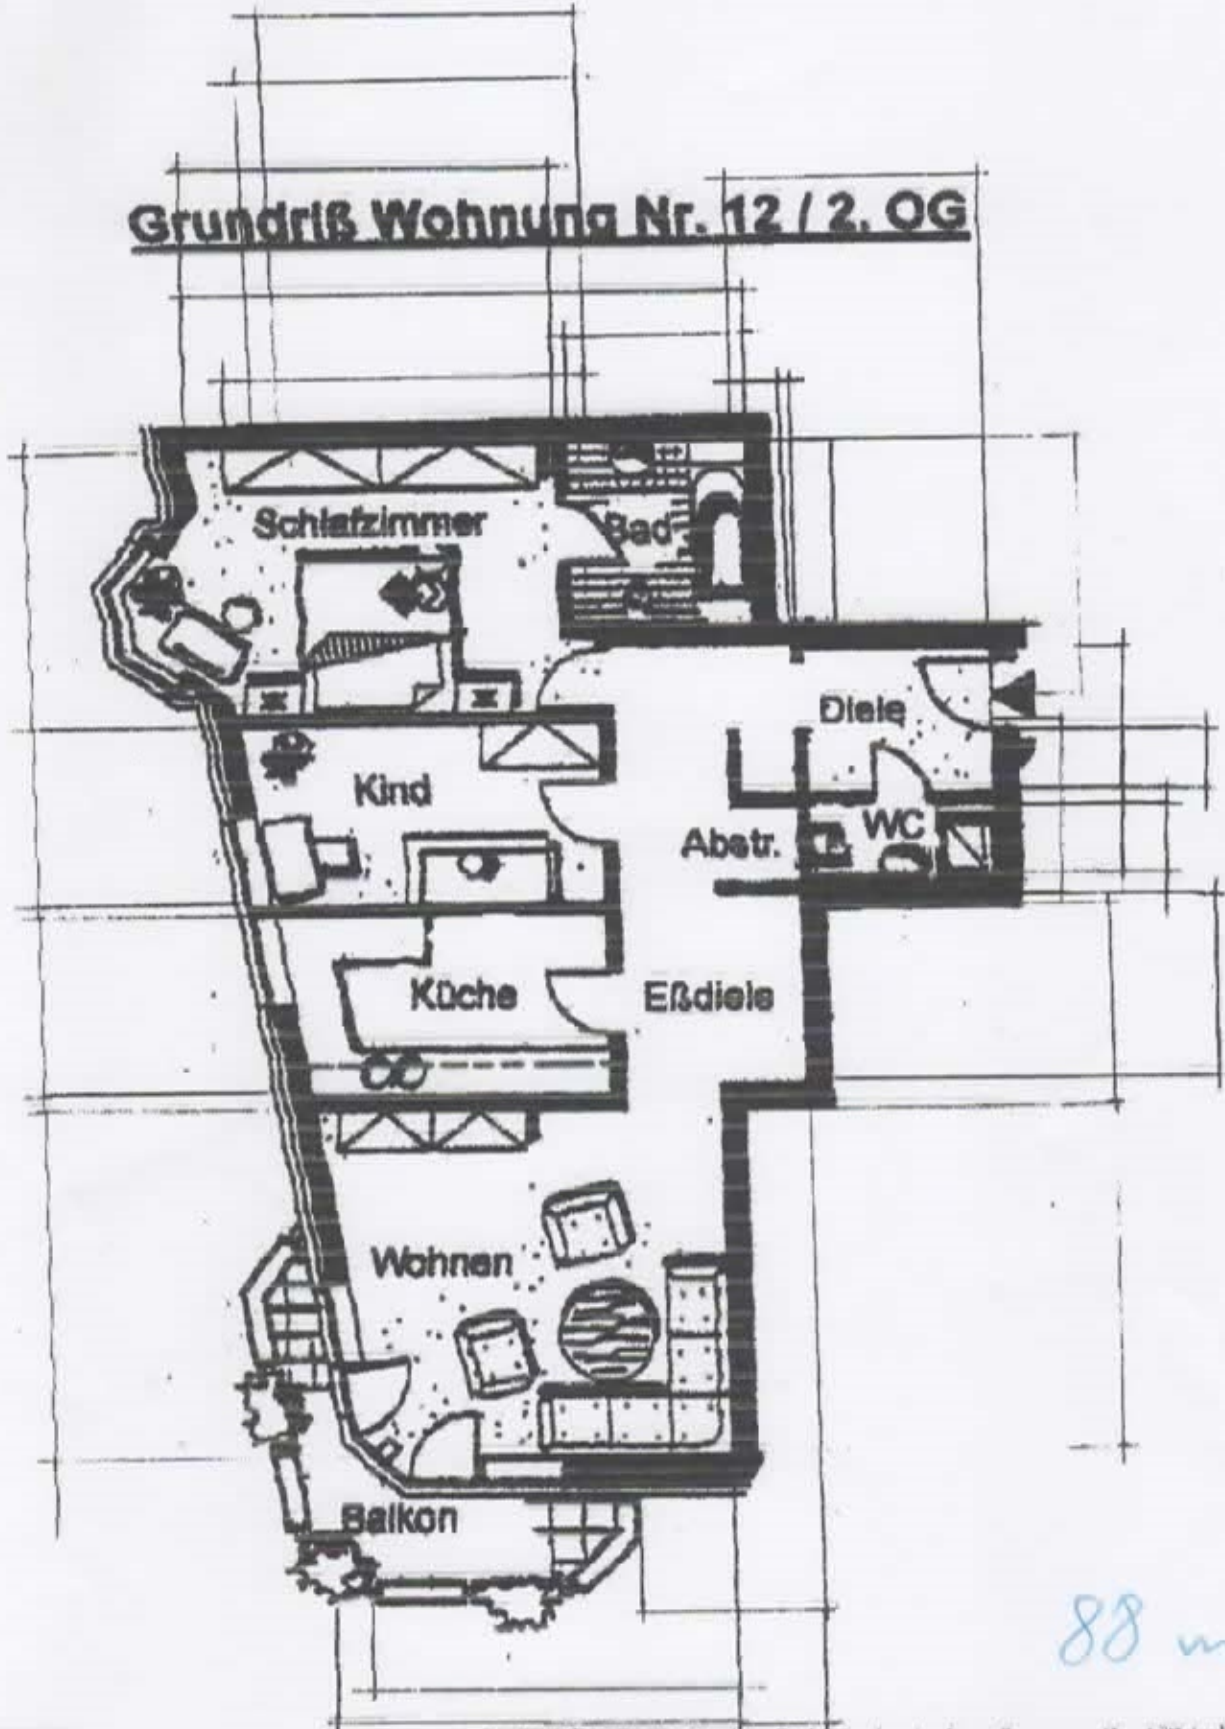 Grundriß Wohnung Nr. 12 / 2. OG
Schlafzimmer
Bad
Diele
Kind
WC
Abstr.
Küche
Eßdiele
Wohnen
Balkon
88 m